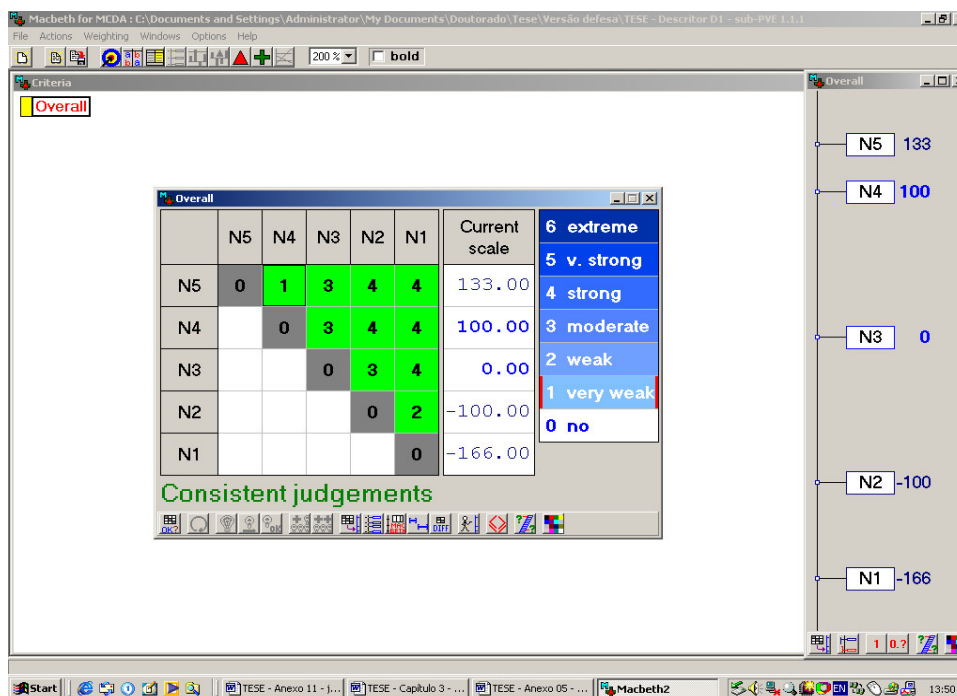 Macbeth for MCDA : C:\Documents and Settings\Administrator\My Documents\Doutorado\Tese\Versão defesa\TESE - Descritor D1 - sub-PVE 1.1.1
File Actions Weighting Windows Options Help
200 % bold
Criteria
Overall
Overall
N5 133
N4 100
N3 0
N2 -100
N1 -166
Overall
N5 N4 N3 N2 N1 Current scale
N5 0 1 3 4 4 133.00
N4 0 3 4 4 100.00
N3 0 3 4 0.00
N2 0 2 -100.00
N1 0 -166.00
6 extreme
5 v. strong
4 strong
3 moderate
2 weak
1 very weak
0 no
Consistent judgements
1 0.?
Start TESE - Anexo 11 - j... TESE - Capítulo 3 - ... TESE - Anexo 05 - ... Macbeth2 EN 13:50